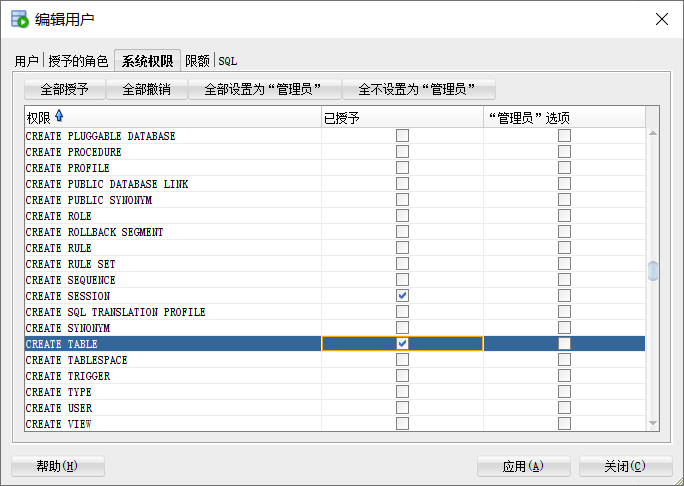 编辑用户
用户 授予的角色 系统权限 限额 SQL
全部授予 全部撤销 全部设置为“管理员” 全不设置为“管理员”
权限 已授予 “管理员”选项
CREATE PLUGGABLE DATABASE
CREATE PROCEDURE
CREATE PROFILE
CREATE PUBLIC DATABASE LINK
CREATE PUBLIC SYNONYM
CREATE ROLE
CREATE ROLLBACK SEGMENT
CREATE RULE
CREATE RULE SET
CREATE SEQUENCE
CREATE SESSION
CREATE SQL TRANSLATION PROFILE
CREATE SYNONYM
CREATE TABLE
CREATE TABLESPACE
CREATE TRIGGER
CREATE TYPE
CREATE USER
CREATE VIEW
帮助(H) 应用(A) 关闭(C)